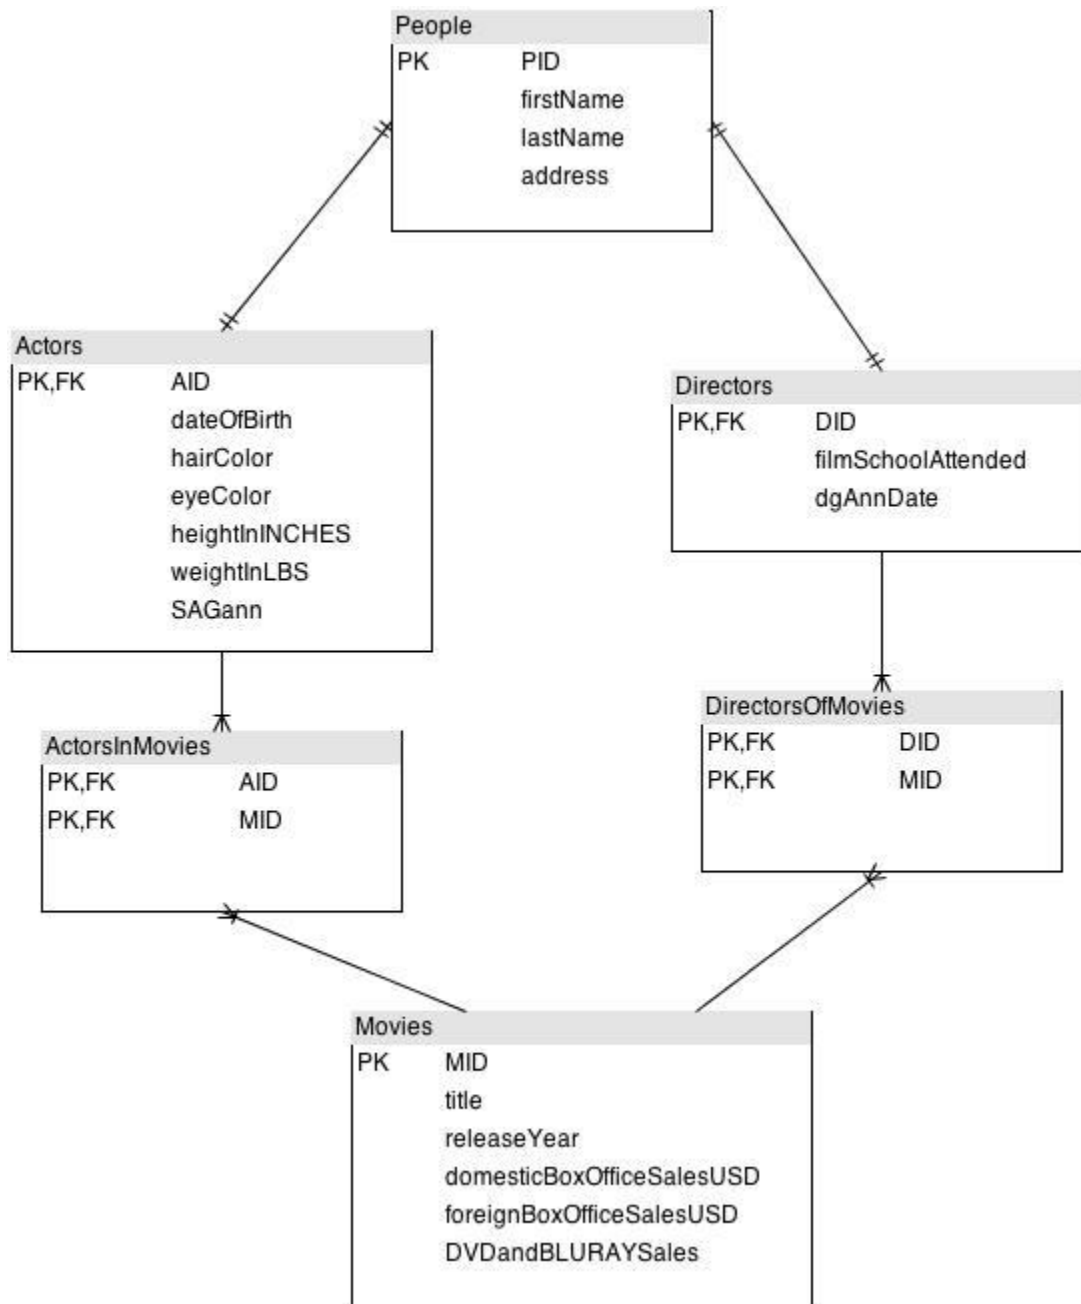 People
PK PID
firstName
lastName
address
Actors
PK,FK AID
dateOfBirth
hairColor
eyeColor
heightInINCHES
weightInLBS
SAGann
Directors
PK,FK DID
filmSchoolAttended
dgAnnDate
ActorsInMovies
PK,FK AID
PK,FK MID
DirectorsOfMovies
PK,FK DID
PK,FK MID
Movies
PK MID
title
releaseYear
domesticBoxOfficeSalesUSD
foreignBoxOfficeSalesUSD
DVDandBLURAYSales